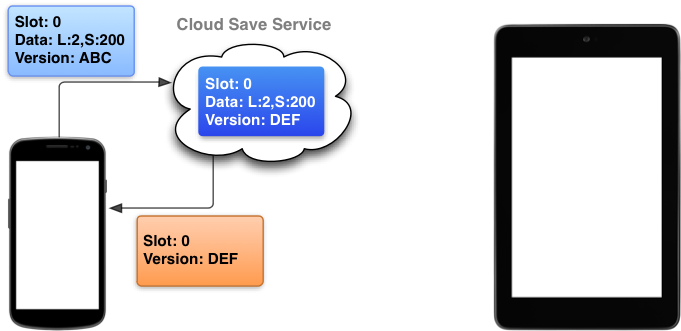 Slot: 0
Data: L:2,S:200
Version: ABC
Cloud Save Service
Slot: 0
Data: L:2,S:200
Version: DEF
Slot: 0
Version: DEF